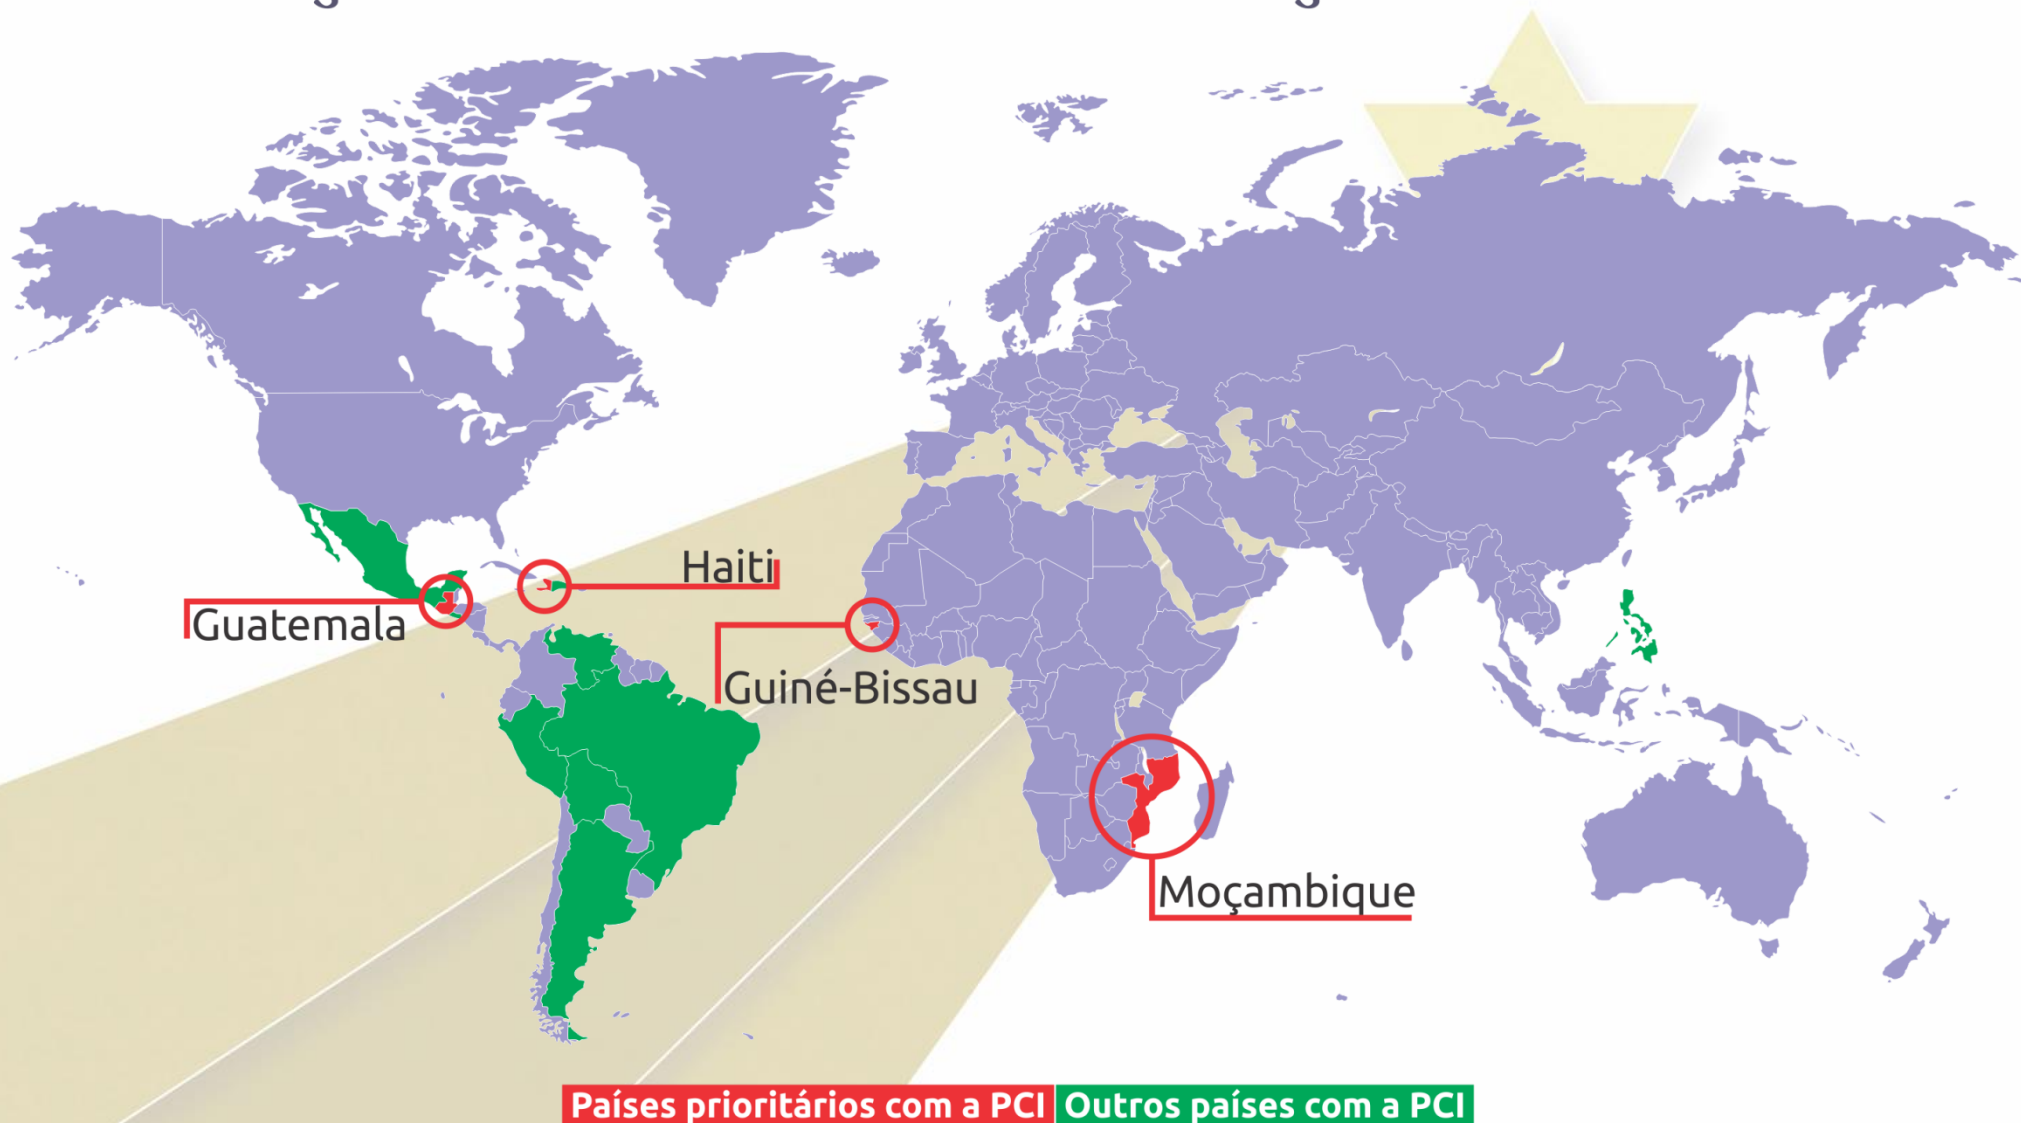 Haiti
Guatemala
Guiné-Bissau
Moçambique
Países prioritários com a PCI Outros países com a PCI